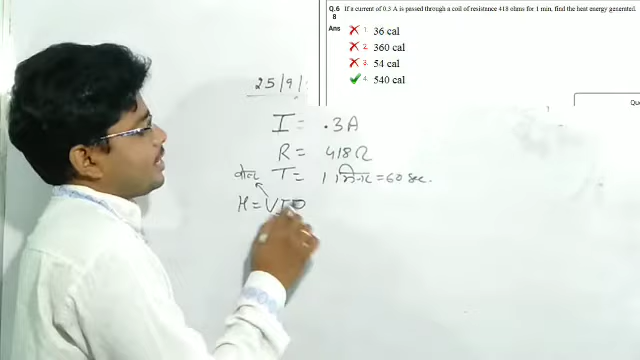 Q.6 If a current of 0.3 A is passed through a coil of resistance 418 ohms for 1 min, find the heat energy generated.
8
Ans 1. 36 cal
2. 360 cal
3. 54 cal
4. 540 cal
Qu
25/9/
I = .3A
R = 418Ω
T = 1 मिनट = 60 sec.
H = VI